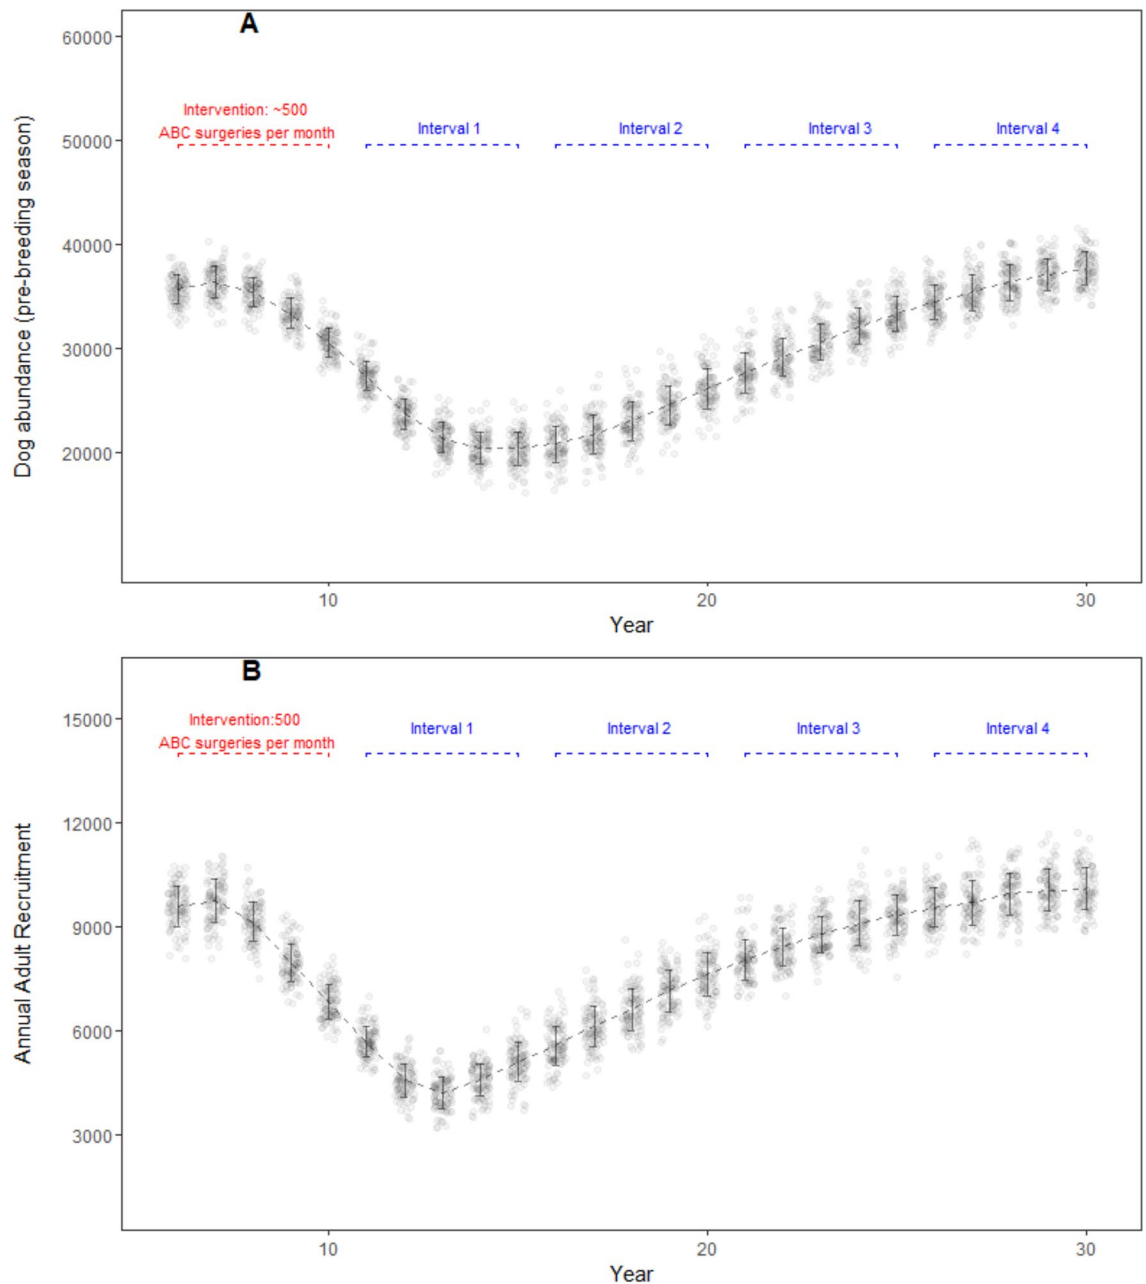 A
60000
Intervention: ~500
ABC surgeries per month
Interval 1
Interval 2
Interval 3
Interval 4
50000
40000
30000
20000
Dog abundance (pre-breeding season)
10
20
30
Year
B
15000
Intervention:500
ABC surgeries per month
Interval 1
Interval 2
Interval 3
Interval 4
12000
9000
6000
3000
Annual Adult Recruitment
10
20
30
Year